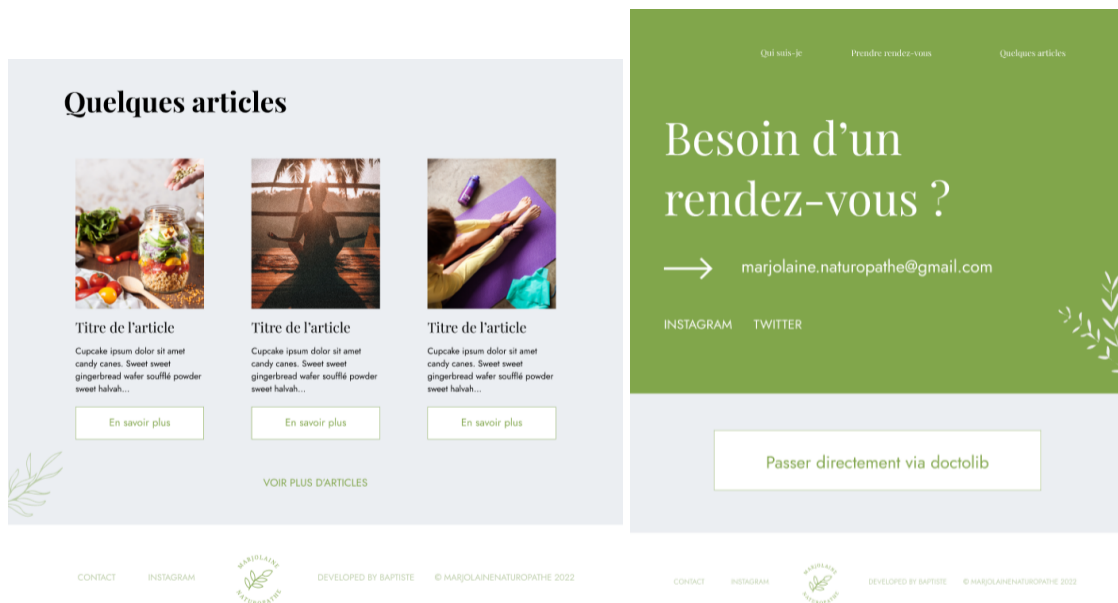 Quelques articles
Titre de l'article
Cupcake ipsum dolor sit amet
candy canes. Sweet sweet
gingerbread wafer soufflé powder
sweet halvah...
En savoir plus
Titre de l'article
Cupcake ipsum dolor sit amet
candy canes. Sweet sweet
gingerbread wafer soufflé powder
sweet halvah...
En savoir plus
Titre de l'article
Cupcake ipsum dolor sit amet
candy canes. Sweet sweet
gingerbread wafer soufflé powder
sweet halvah...
En savoir plus
VOIR PLUS D'ARTICLES
CONTACT INSTAGRAM MARJOLAINE NATUROPATHE DEVELOPED BY BAPTISTE © MARJOLAINENATUROPATHE 2022
Qui suis-je Prendre rendez-vous Quelques articles
Besoin d'un
rendez-vous ?
marjolaine.naturopathe@gmail.com
INSTAGRAM TWITTER
Passer directement via doctolib
CONTACT INSTAGRAM MARJOLAINE NATUROPATHE DEVELOPED BY BAPTISTE © MARJOLAINENATUROPATHE 2022